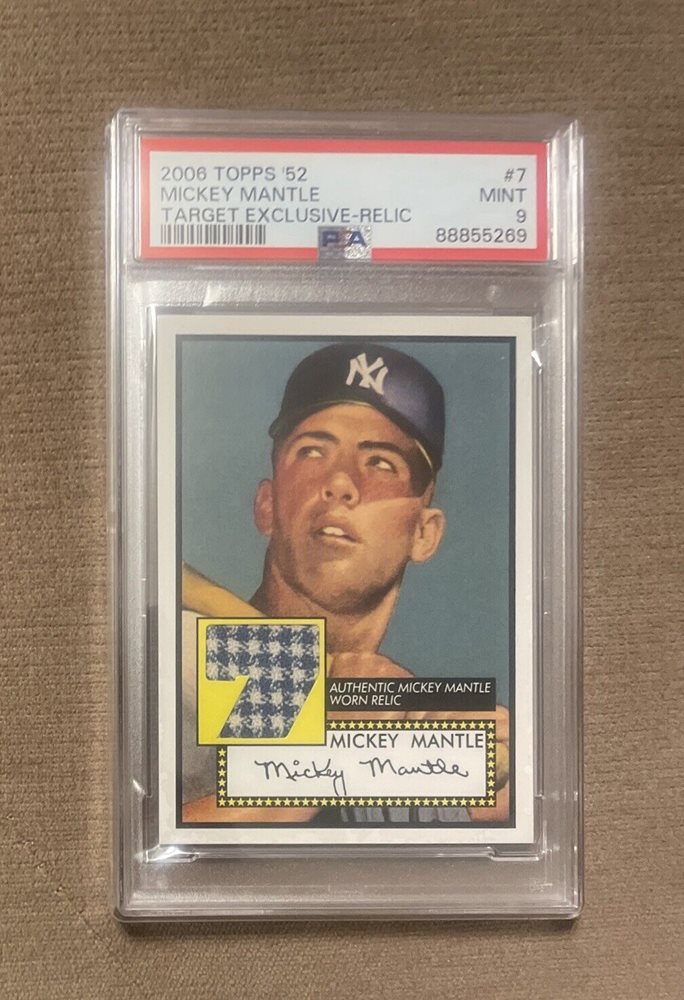 2006 TOPPS '52 #7
MICKEY MANTLE MINT
TARGET EXCLUSIVE-RELIC 9
PSA 88855269
NY
7
AUTHENTIC MICKEY MANTLE
WORN RELIC
MICKEY MANTLE
Mickey Mantle